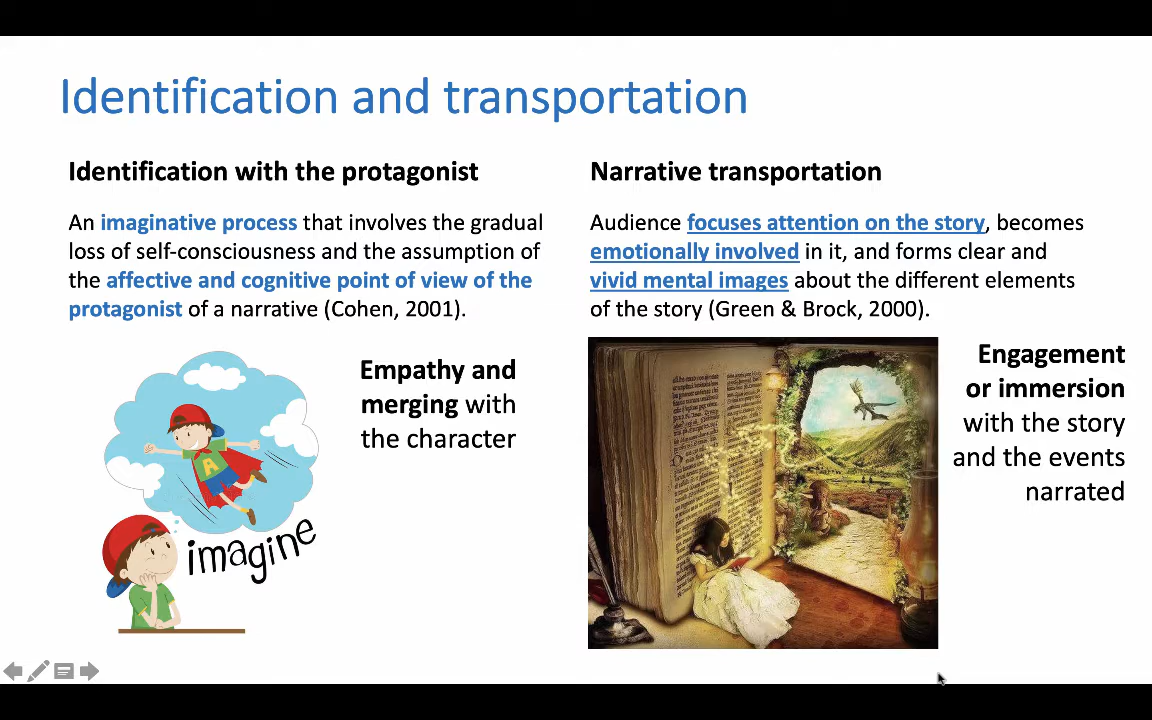 Identification and transportation
Identification with the protagonist
An imaginative process that involves the gradual
loss of self-consciousness and the assumption of
the affective and cognitive point of view of the
protagonist of a narrative (Cohen, 2001).
Empathy and
merging with
the character
A
imagine
Narrative transportation
Audience focuses attention on the story, becomes
emotionally involved in it, and forms clear and
vivid mental images about the different elements
of the story (Green & Brock, 2000).
Engagement
or immersion
with the story
and the events
narrated